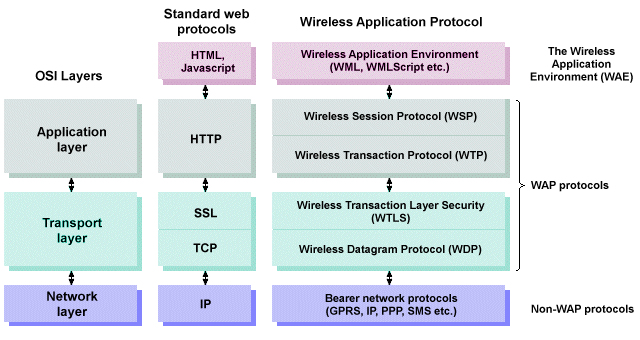 Standard web
protocols
Wireless Application Protocol
OSI Layers
HTML,
Javascript
Wireless Application Environment
(WML, WMLScript etc.)
The Wireless
Application
Environment (WAE)
Application
layer
HTTP
Wireless Session Protocol (WSP)
Wireless Transaction Protocol (WTP)
WAP protocols
Transport
layer
SSL
TCP
Wireless Transaction Layer Security
(WTLS)
Wireless Datagram Protocol (WDP)
Network
layer
IP
Bearer network protocols
(GPRS, IP, PPP, SMS etc.)
Non-WAP protocols